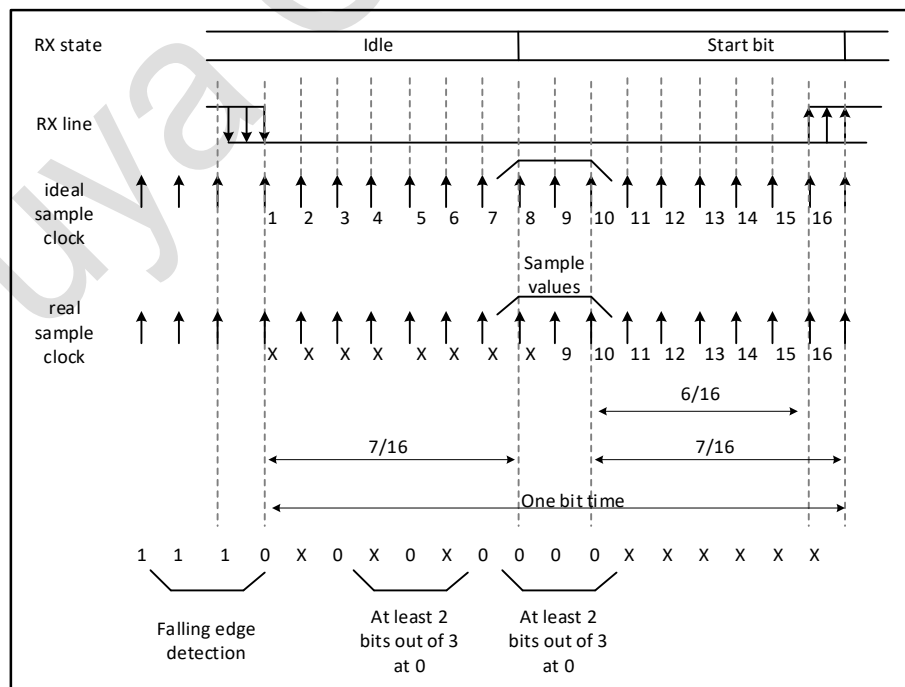 RX state Idle Start bit
RX line
ideal sample clock
1 2 3 4 5 6 7 8 9 10 11 12 13 14 15 16
Sample values
real sample clock
X X X X X X X X 9 10 11 12 13 14 15 16
6/16
7/16 7/16
One bit time
1 1 1 0 X 0 X 0 X 0 0 0 0 X X X X X X
Falling edge detection
At least 2 bits out of 3 at 0
At least 2 bits out of 3 at 0
uya